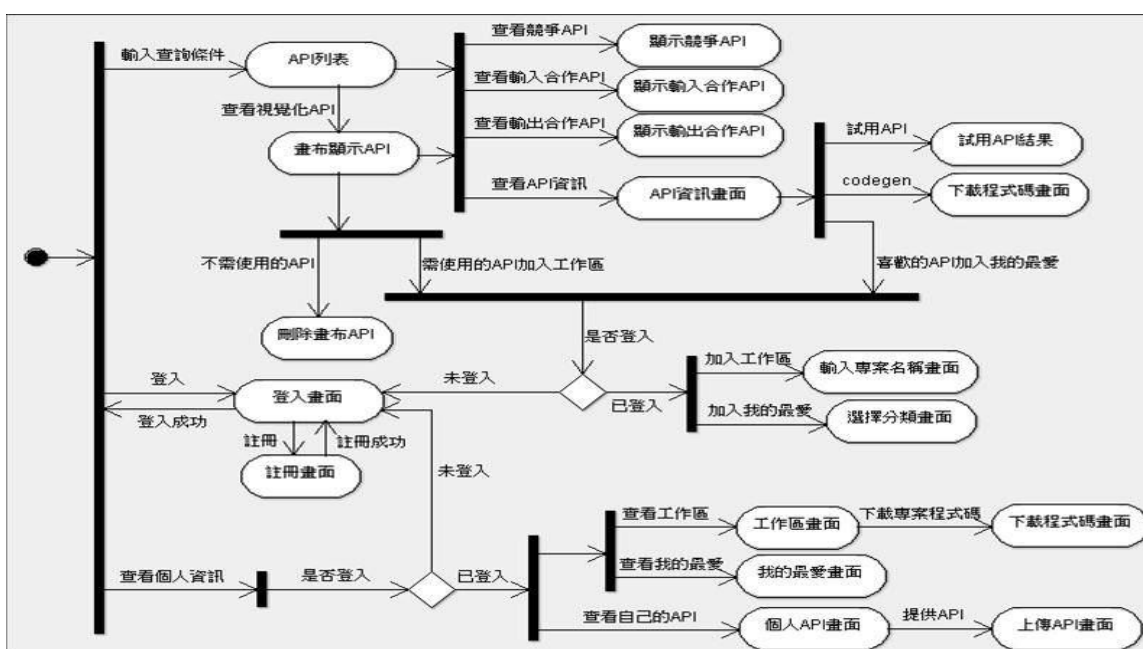 查看競爭API
顯示競爭API
輸入查詢條件
API列表
查看輸入合作API
顯示輸入合作API
查看視覺化API
查看輸出合作API
顯示輸出合作API
試用API
試用API結果
畫布顯示API
查看API資訊
API資訊畫面
codegen
下載程式碼畫面
不需使用的API
需使用的API加入工作區
喜歡的API加入我的最愛
刪除畫布API
是否登入
加入工作區
輸入專案名稱畫面
登入
登入畫面
未登入
已登入
登入成功
加入我的最愛
選擇分類畫面
註冊
註冊成功
註冊畫面
未登入
查看工作區
工作區畫面
下載專案程式碼
下載程式碼畫面
查看個人資訊
是否登入
已登入
查看我的最愛
我的最愛畫面
查看自己的API
個人API畫面
提供API
上傳API畫面